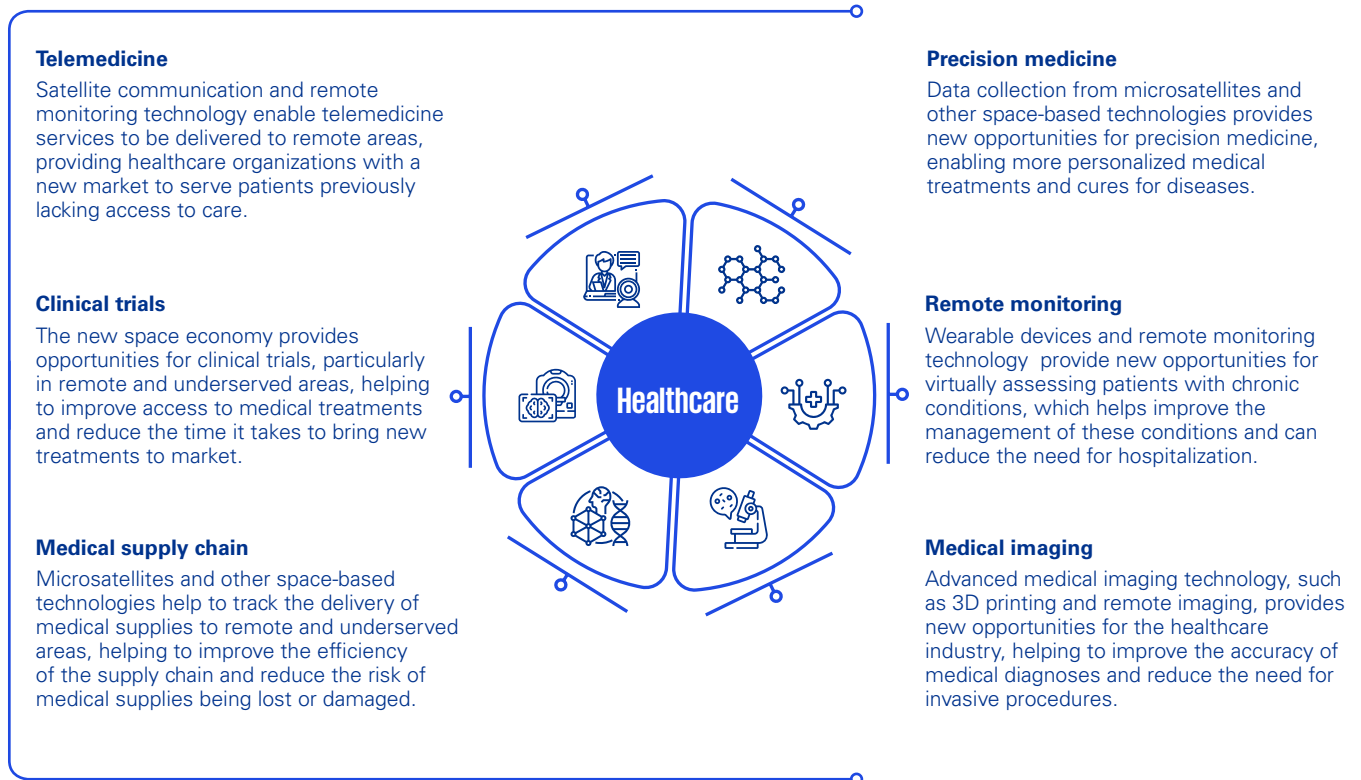 Telemedicine
Satellite communication and remote
monitoring technology enable telemedicine
services to be delivered to remote areas,
providing healthcare organizations with a
new market to serve patients previously
lacking access to care.
Clinical trials
The new space economy provides
opportunities for clinical trials, particularly
in remote and underserved areas, helping
to improve access to medical treatments
and reduce the time it takes to bring new
treatments to market.
Medical supply chain
Microsatellites and other space-based
technologies help to track the delivery of
medical supplies to remote and underserved
areas, helping to improve the efficiency
of the supply chain and reduce the risk of
medical supplies being lost or damaged.
Healthcare
Precision medicine
Data collection from microsatellites and
other space-based technologies provides
new opportunities for precision medicine,
enabling more personalized medical
treatments and cures for diseases.
Remote monitoring
Wearable devices and remote monitoring
technology  provide new opportunities for
virtually assessing patients with chronic
conditions, which helps improve the
management of these conditions and can
reduce the need for hospitalization.
Medical imaging
Advanced medical imaging technology, such
as 3D printing and remote imaging, provides
new opportunities for the healthcare
industry, helping to improve the accuracy of
medical diagnoses and reduce the need for
invasive procedures.